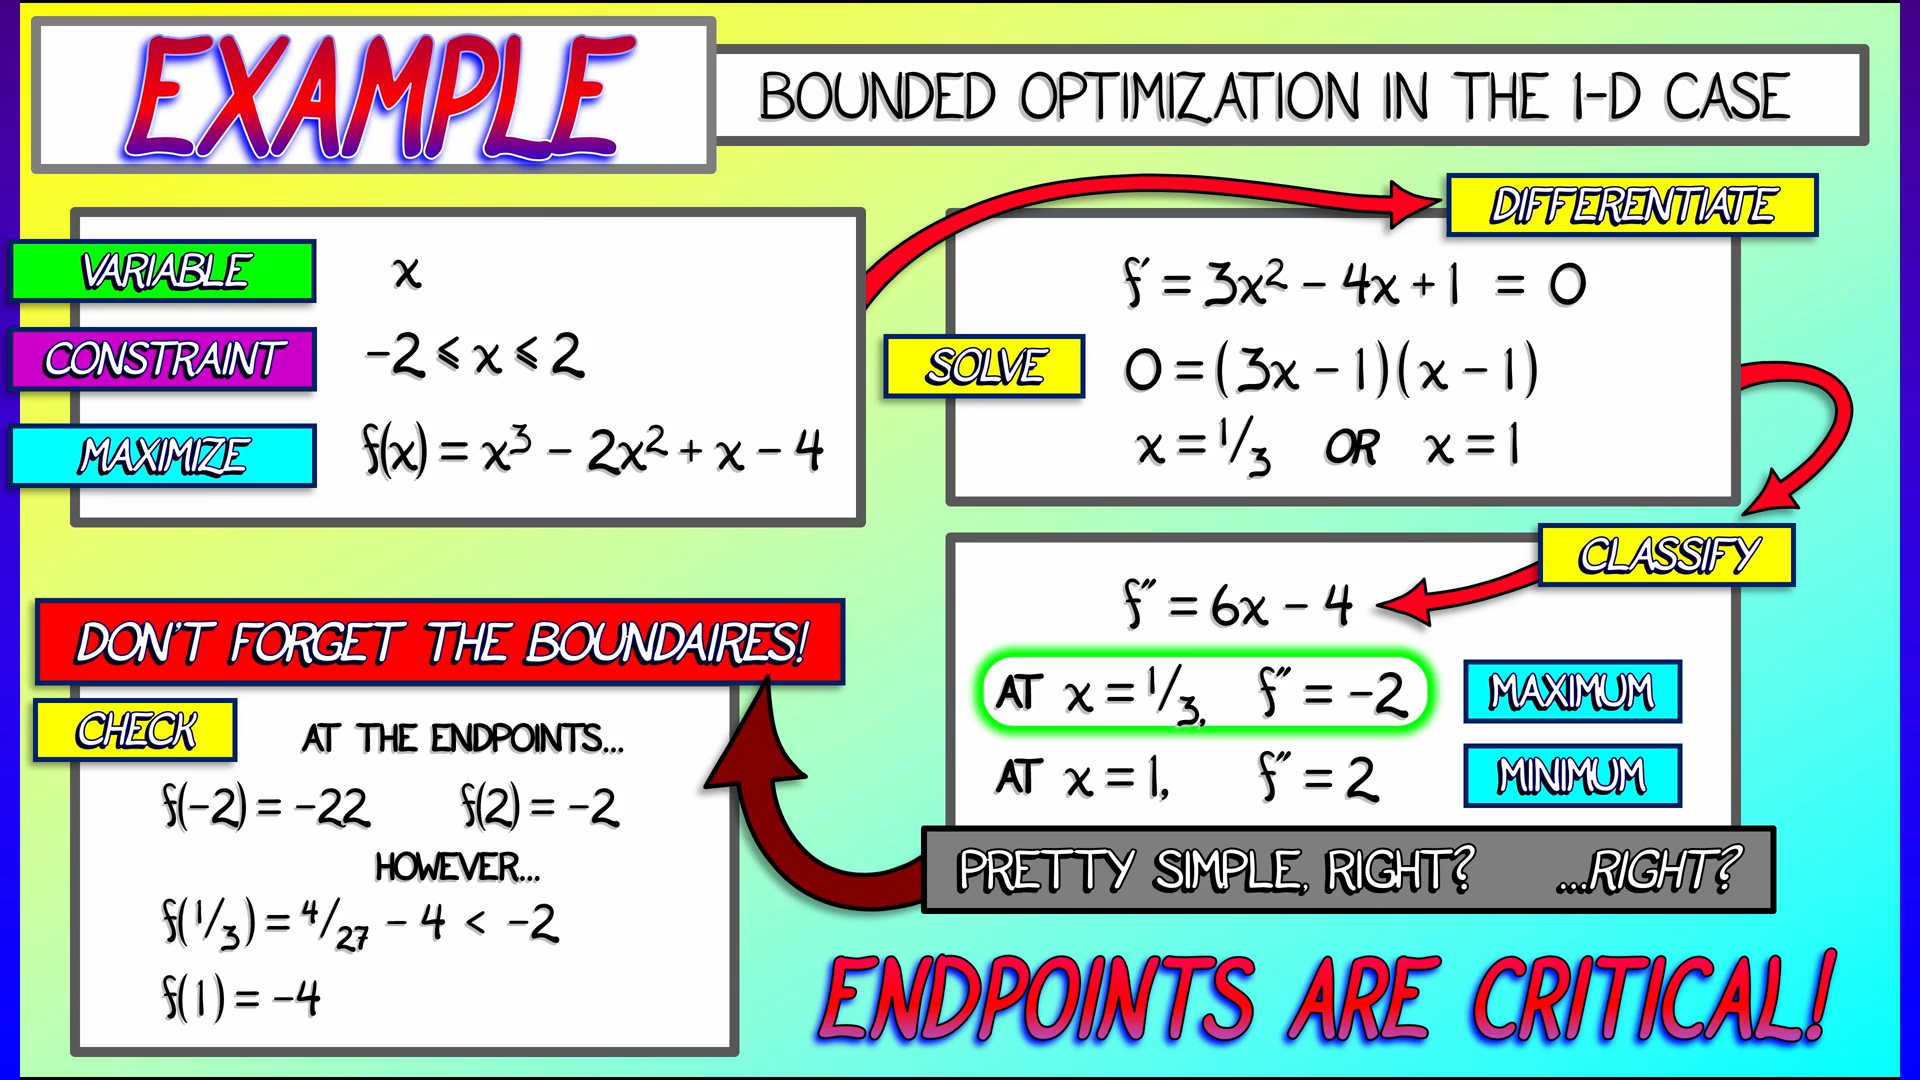 EXAMPLE
BOUNDED OPTIMIZATION IN THE 1-D CASE
VARIABLE x
CONSTRAINT -2 ⩽ x ⩽ 2
MAXIMIZE f(x) = x³ - 2x² + x - 4
DIFFERENTIATE
f′ = 3x² - 4x + 1 = 0
SOLVE 0 = (3x - 1)(x - 1)
x = 1/3 OR x = 1
CLASSIFY
f″ = 6x - 4
AT x = 1/3, f″ = -2 MAXIMUM
AT x = 1, f″ = 2 MINIMUM
PRETTY SIMPLE, RIGHT? ...RIGHT?
DON'T FORGET THE BOUNDAIRES!
CHECK AT THE ENDPOINTS...
f(-2) = -22 f(2) = -2
HOWEVER...
f(1/3) = 4/27 - 4 < -2
f(1) = -4
ENDPOINTS ARE CRITICAL!